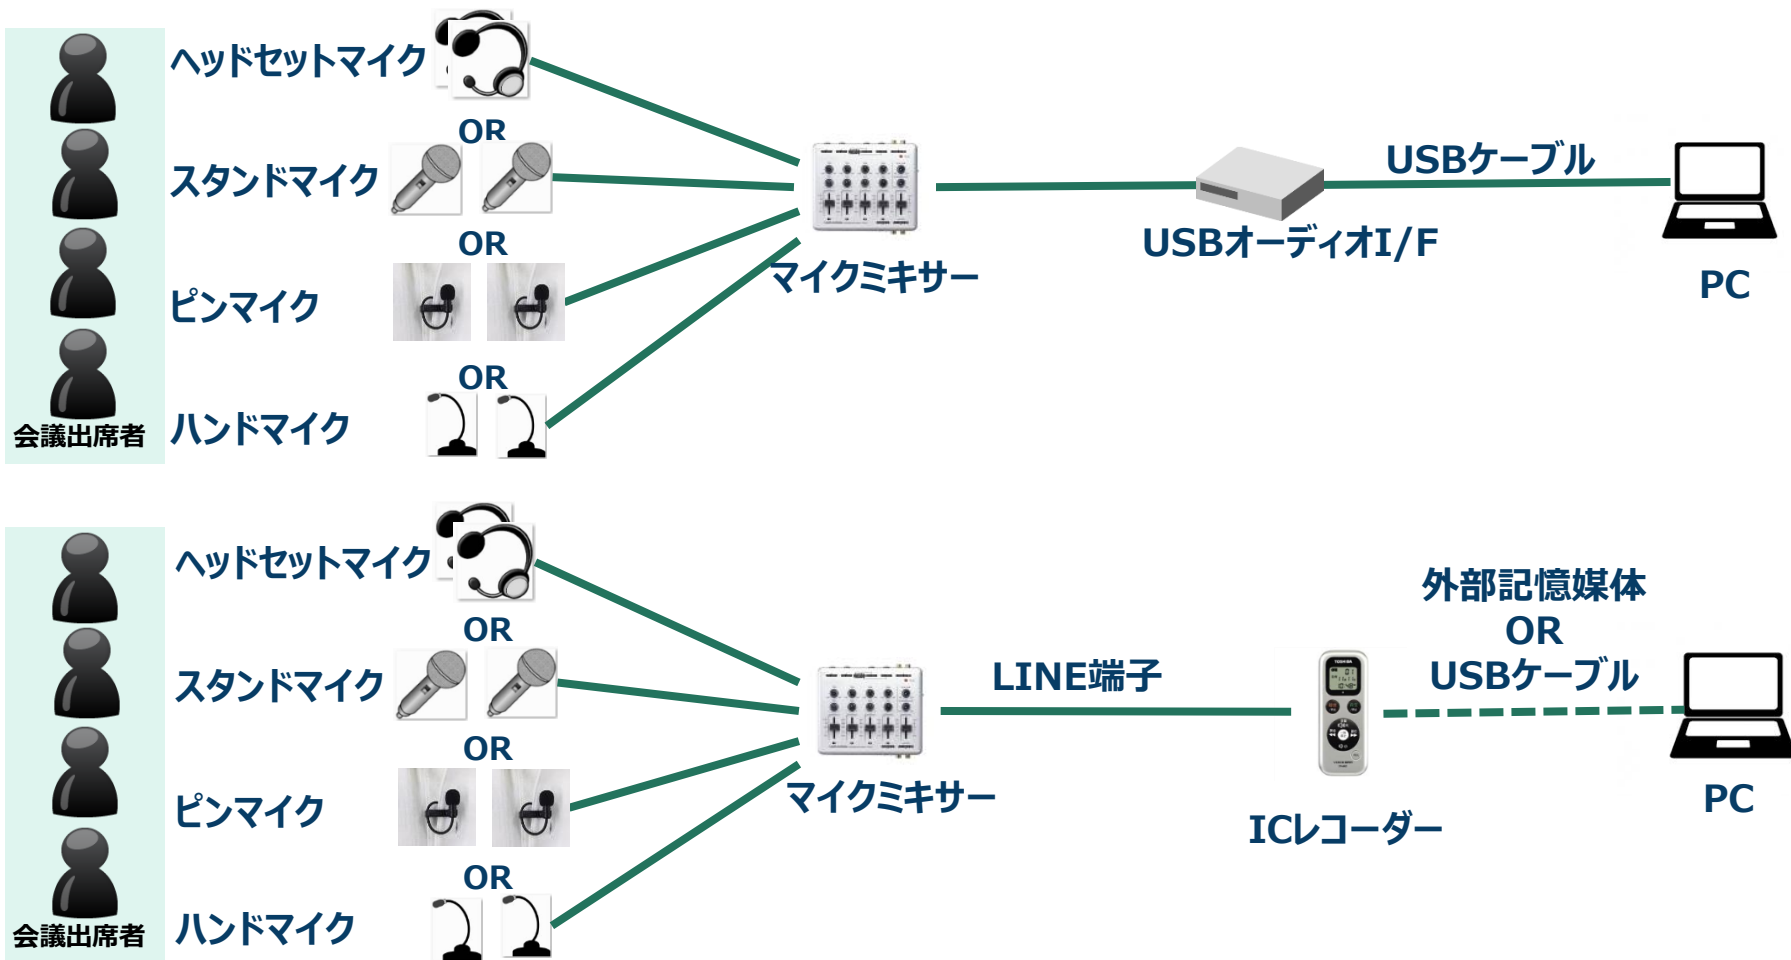 ヘッドセットマイク
OR
スタンドマイク
OR
ピンマイク
OR
ハンドマイク
会議出席者
マイクミキサー
USBオーディオI/F
USBケーブル
PC
ヘッドセットマイク
OR
スタンドマイク
OR
ピンマイク
OR
ハンドマイク
会議出席者
マイクミキサー
LINE端子
ICレコーダー
TOSHIBA
外部記憶媒体
OR
USBケーブル
PC